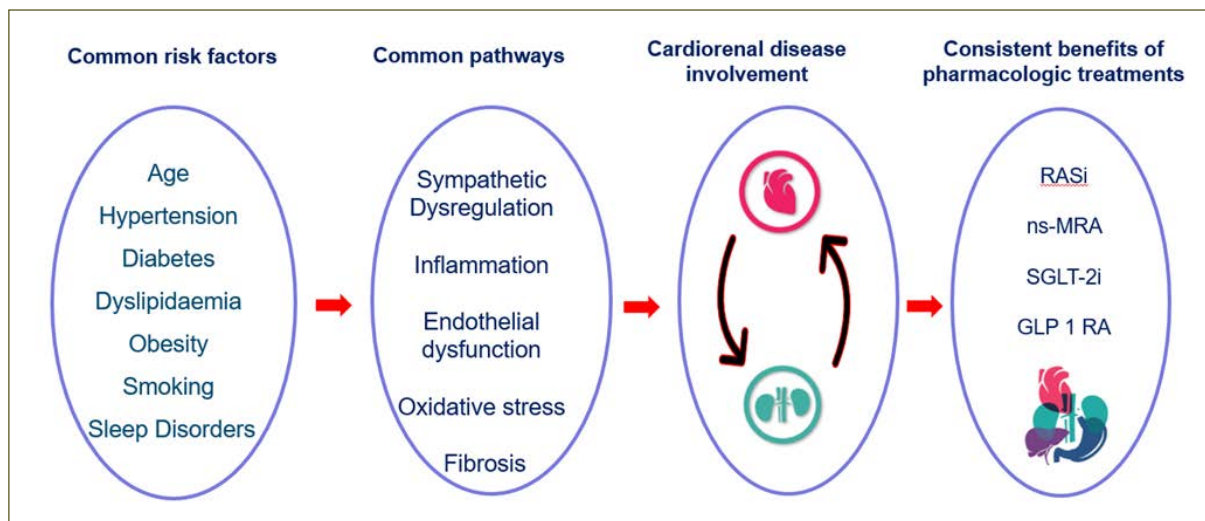 Common risk factors
Age
Hypertension
Diabetes
Dyslipidaemia
Obesity
Smoking
Sleep Disorders
Common pathways
Sympathetic
Dysregulation
Inflammation
Endothelial
dysfunction
Oxidative stress
Fibrosis
Cardiorenal disease
involvement
Consistent benefits of
pharmacologic treatments
RASi
ns-MRA
SGLT-2i
GLP 1 RA